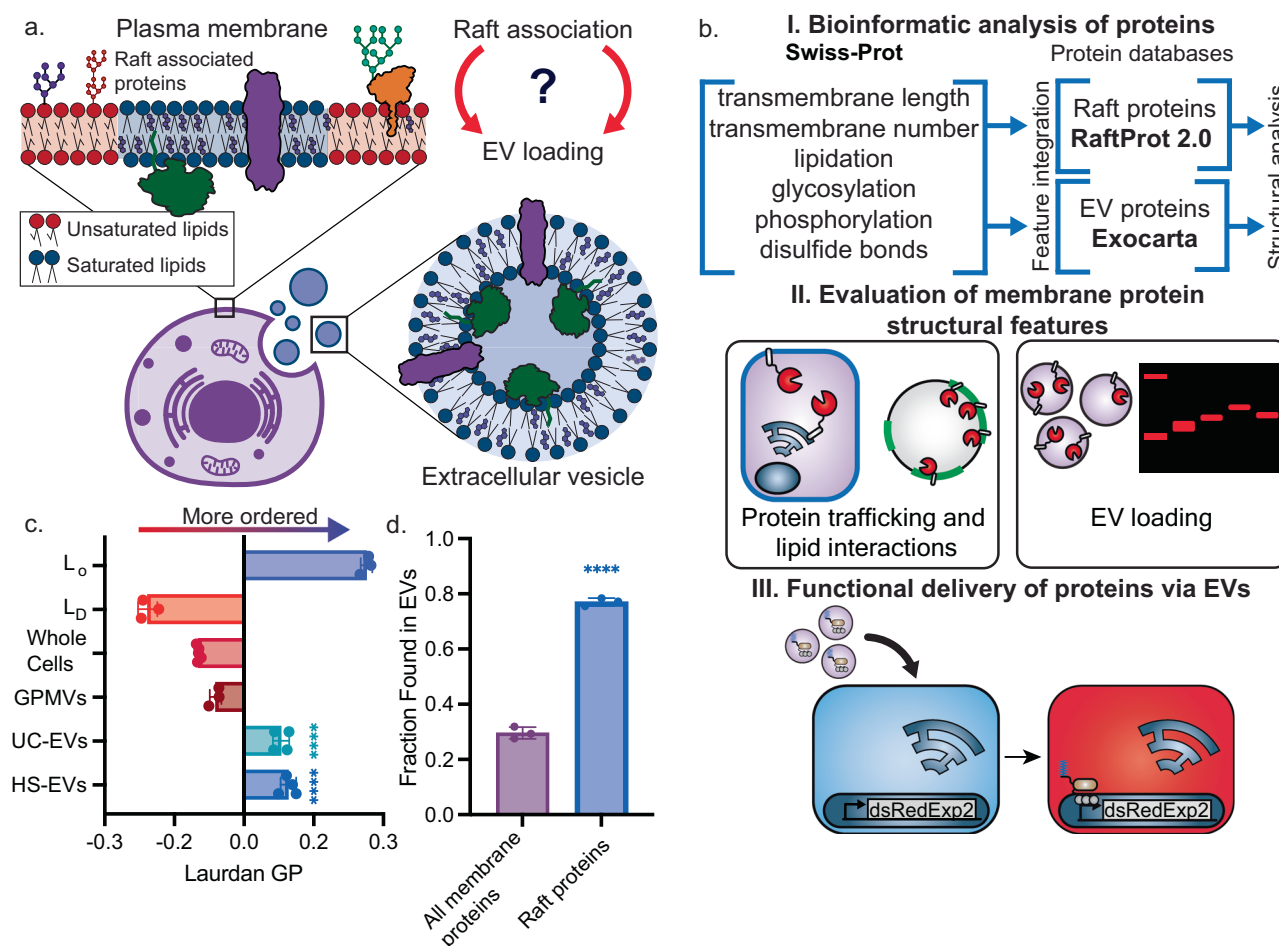 a.
Plasma membrane
Raft associated
proteins
Raft association
?
EV loading
Unsaturated lipids
Saturated lipids
Extracellular vesicle
b.
I. Bioinformatic analysis of proteins
Swiss-Prot
Protein databases
transmembrane length
transmembrane number
lipidation
glycosylation
phosphorylation
disulfide bonds
Feature integration
Raft proteins
RaftProt 2.0
EV proteins
Exocarta
Structural analysis
II. Evaluation of membrane protein
structural features
Protein trafficking and
lipid interactions
EV loading
III. Functional delivery of proteins via EVs
dsRedExp2
dsRedExp2
c.
More ordered
Lo
LD
Whole
Cells
GPMVs
UC-EVs
HS-EVs
****
****
-0.3
-0.2
0.0
0.2
0.3
Laurdan GP
d.
Fraction Found in EVs
1.0
0.8
0.6
0.4
0.2
0.0
****
All membrane
proteins
Raft proteins